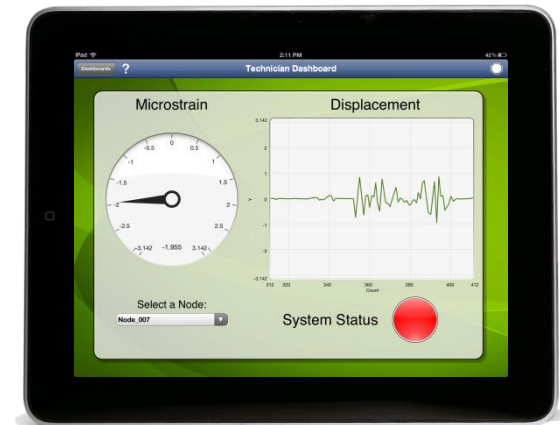 iPad 2:11 PM 42%
Dashboards ? Technician Dashboard
Microstrain
-3.142
-2.5
-2
-1.5
-1
-0.5
0
0.5
1
1.5
2
2.5
3.142
-1.955
Select a Node:
Node_007
Displacement
3.142
2
1
0
-1
-2
-3.142
Y
313 320 340 360 380 400 412
Count
System Status